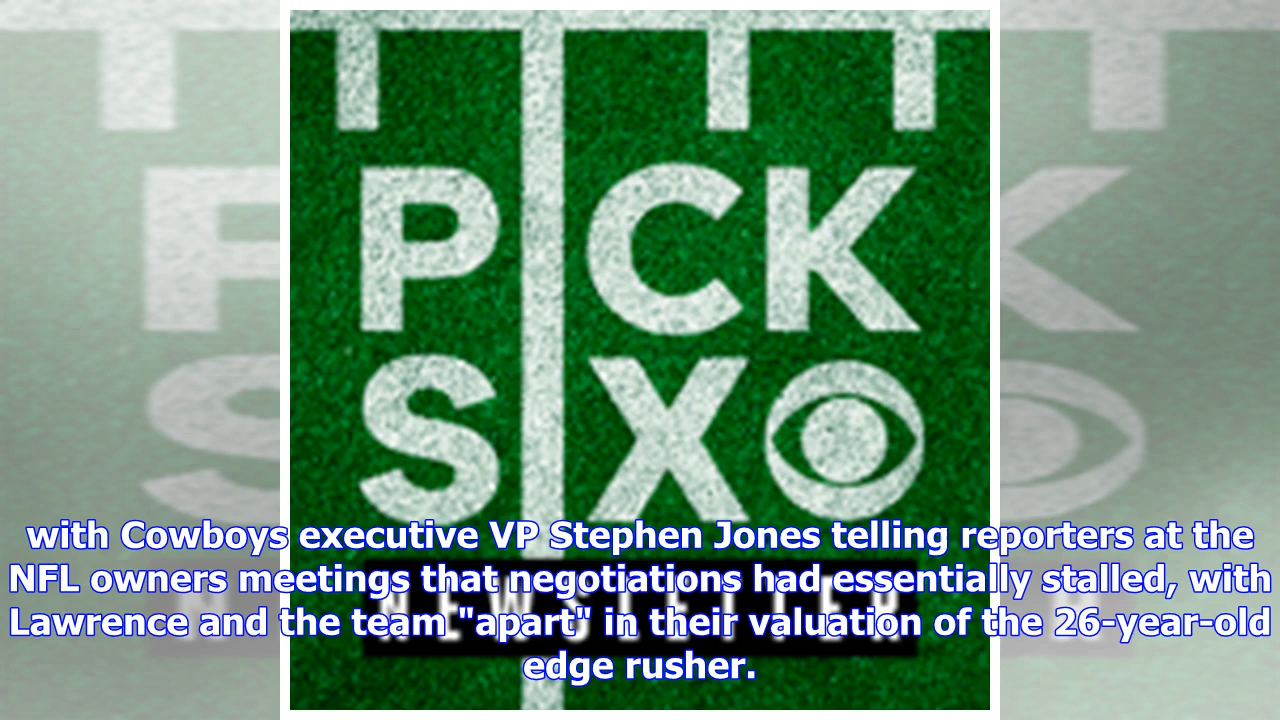 PICK
SIX
with Cowboys executive VP Stephen Jones telling reporters at the
NFL owners meetings that negotiations had essentially stalled, with
NEWSLETTER
Lawrence and the team "apart" in their valuation of the 26-year-old
edge rusher.